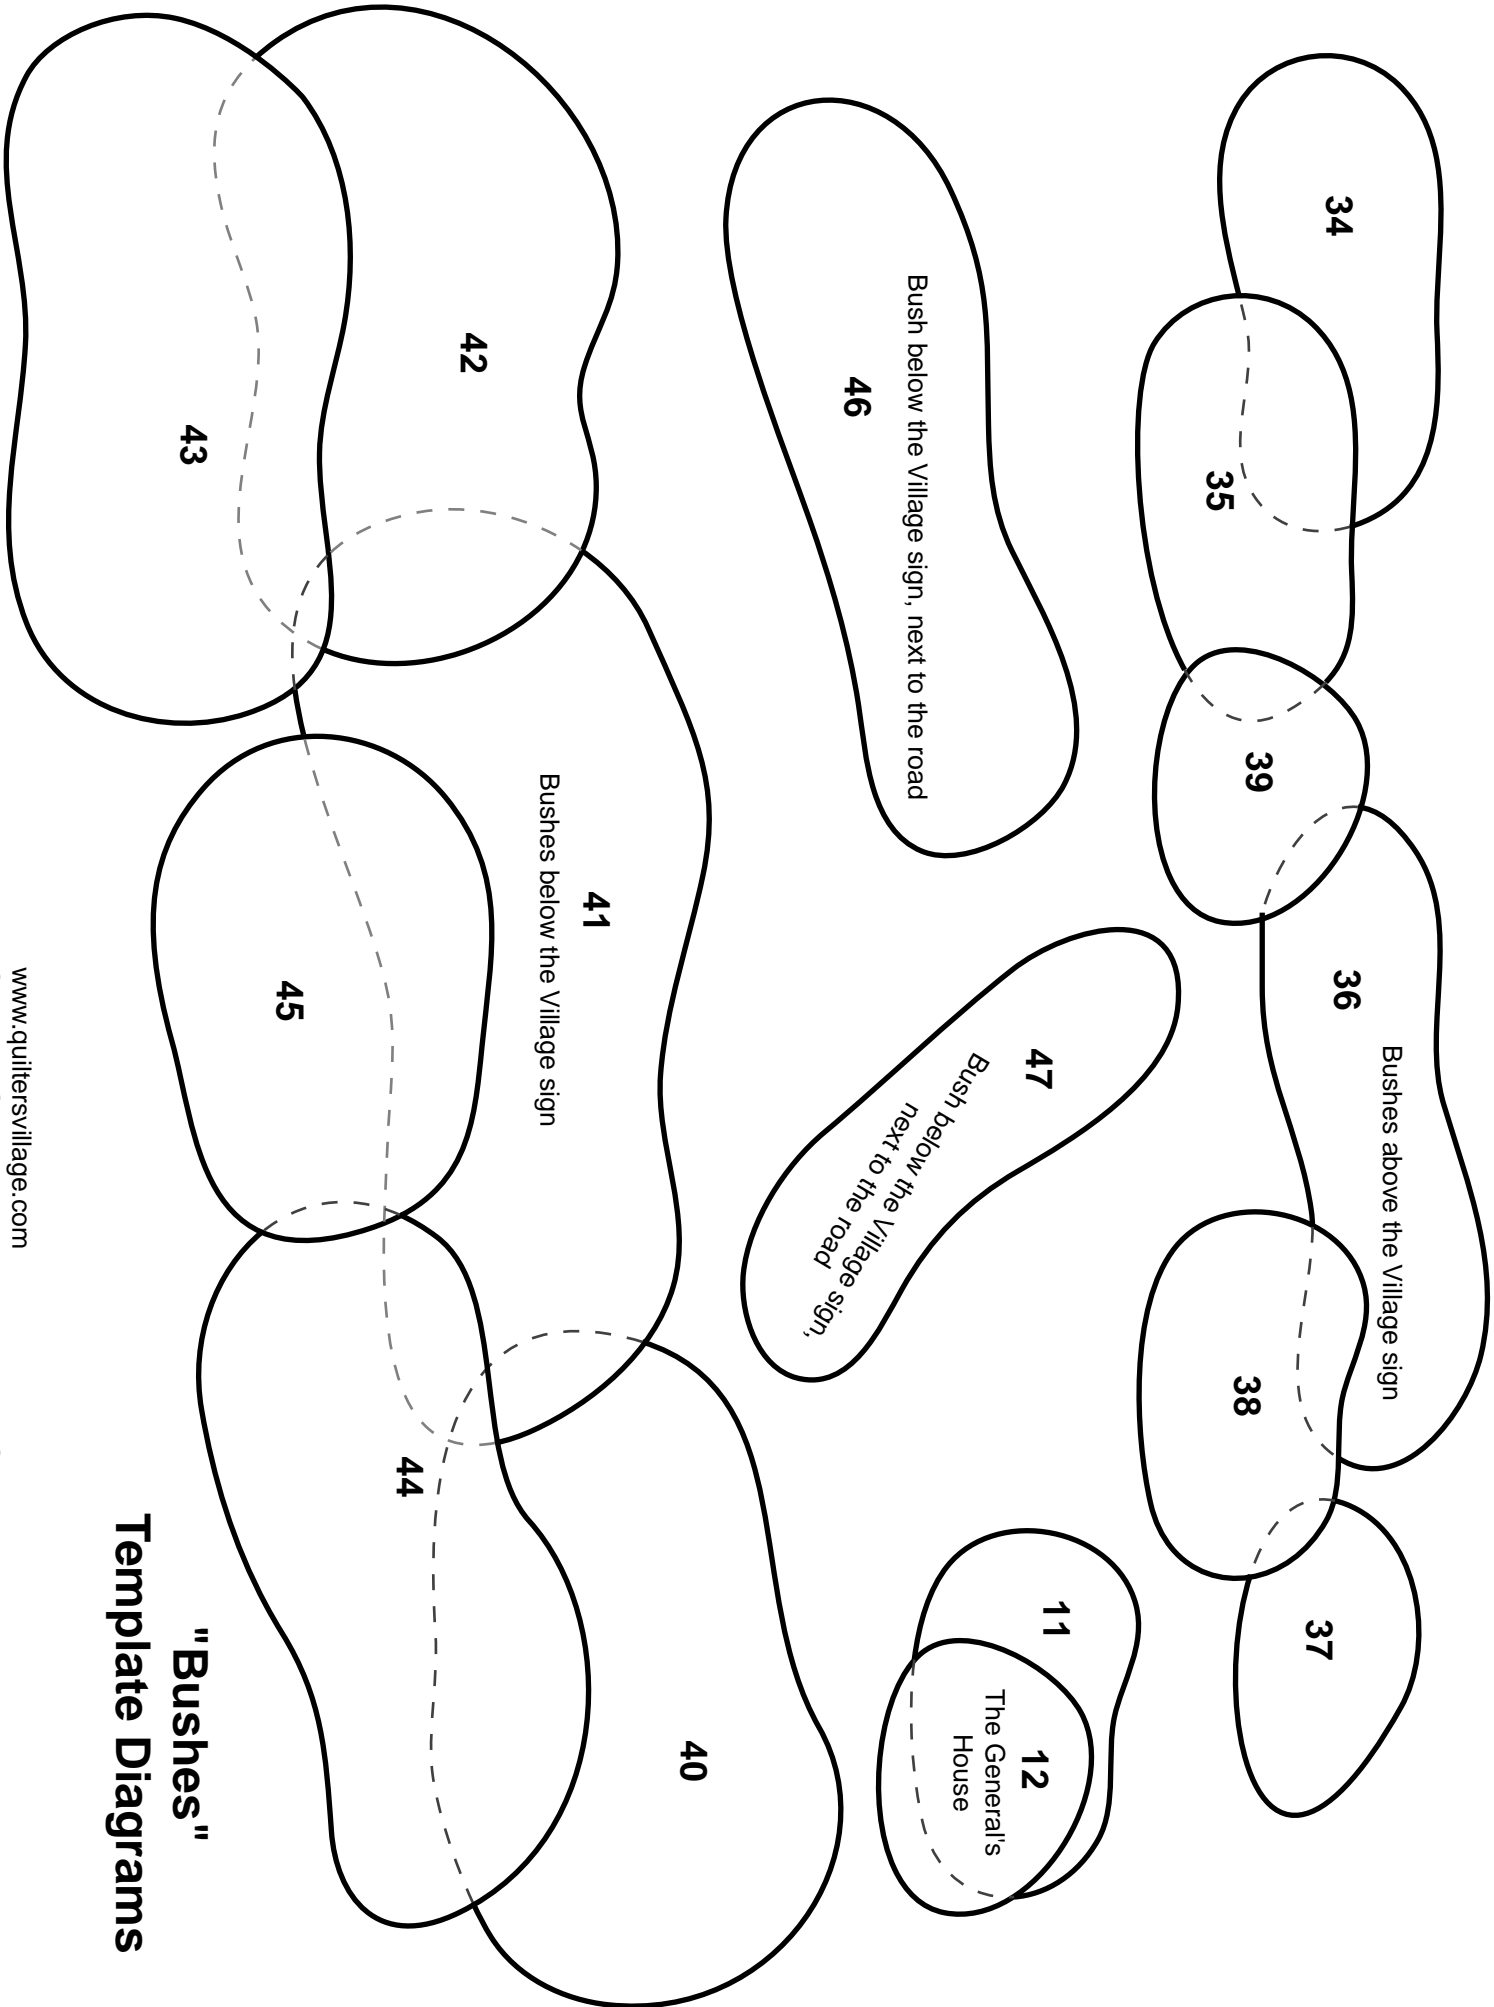 34
35
39
36
Bushes above the Village sign
38
37
Bush below the Village sign, next to the road
46
47
Bush below the Village sign,
next to the road
11
12
The General's
House
42
43
41
Bushes below the Village sign
45
44
40
"Bushes"
Template Diagrams
www.quiltersvillage.com